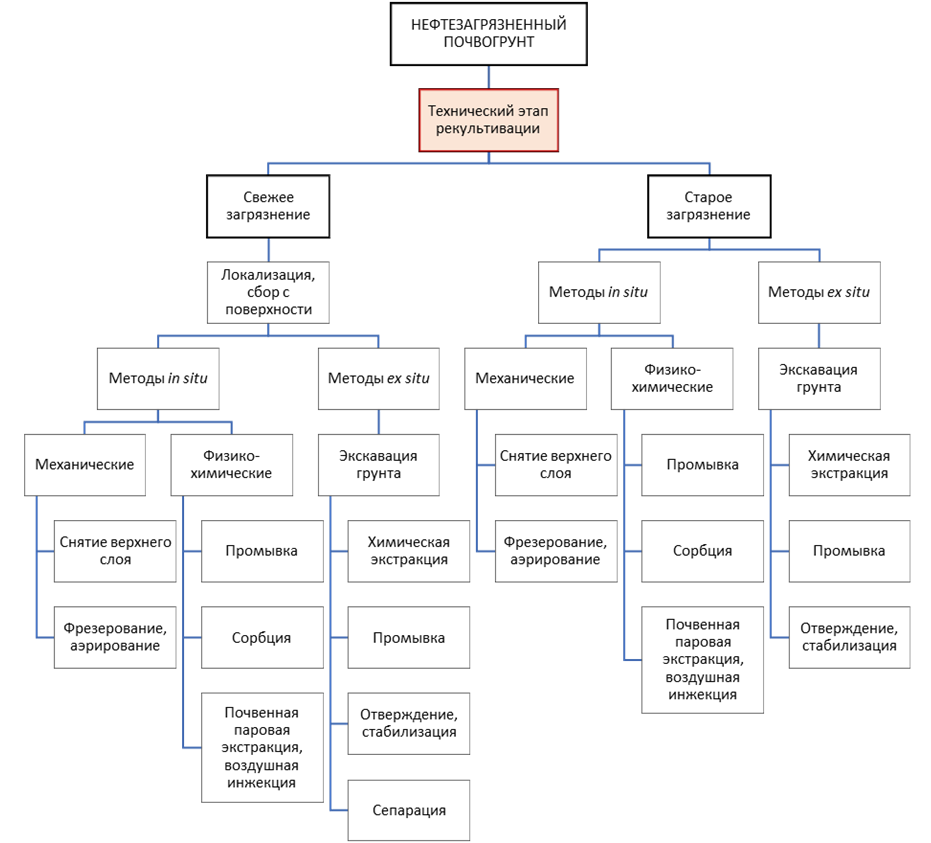 НЕФТЕЗАГРЯЗНЕННЫЙ
ПОЧВОГРУНТ
Технический этап
рекультивации
Свежее
загрязнение
Локализация,
сбор с
поверхности
Методы in situ
Механические
Снятие верхнего
слоя
Фрезерование,
аэрирование
Физико-
химические
Промывка
Сорбция
Почвенная
паровая
экстракция,
воздушная
инжекция
Методы ex situ
Экскавация
грунта
Химическая
экстракция
Промывка
Отверждение,
стабилизация
Сепарация
Старое
загрязнение
Методы in situ
Механические
Снятие верхнего
слоя
Фрезерование,
аэрирование
Физико-
химические
Промывка
Сорбция
Почвенная
паровая
экстракция,
воздушная
инжекция
Методы ex situ
Экскавация
грунта
Химическая
экстракция
Промывка
Отверждение,
стабилизация